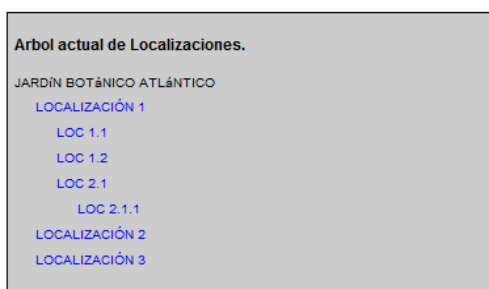 Arbol actual de Localizaciones.
JARDíN BOTáNICO ATLáNTICO
LOCALIZACIÓN 1
LOC 1.1
LOC 1.2
LOC 2.1
LOC 2.1.1
LOCALIZACIÓN 2
LOCALIZACIÓN 3